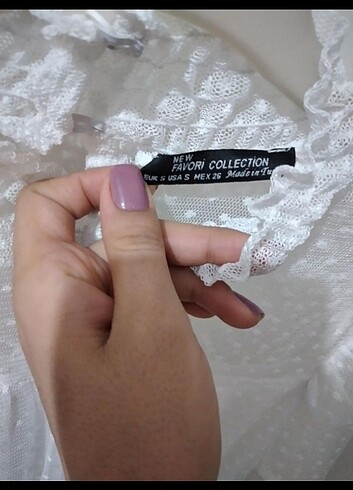 NEW
FAVORİ COLLECTION
EUR S USA S MEX 26 Made in